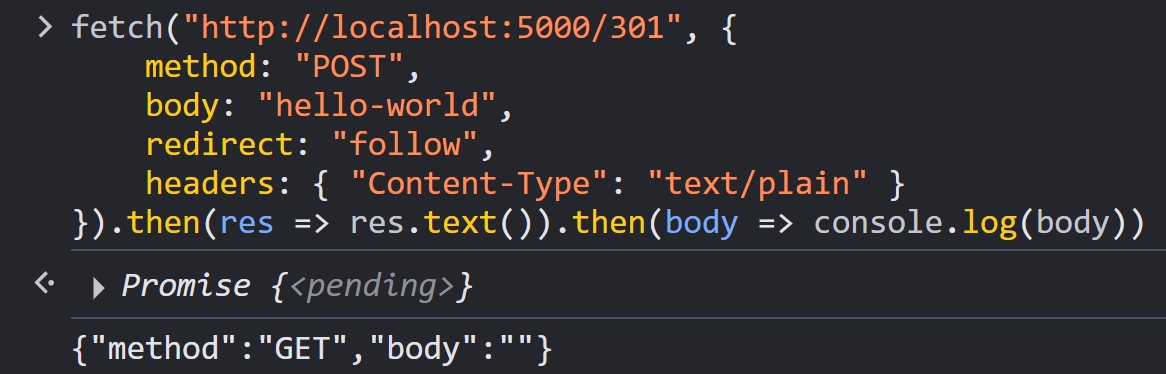 > fetch("http://localhost:5000/301", {
    method: "POST",
    body: "hello-world",
    redirect: "follow",
    headers: { "Content-Type": "text/plain" }
}).then(res => res.text()).then(body => console.log(body))
Promise {<pending>}
{"method":"GET","body":""}